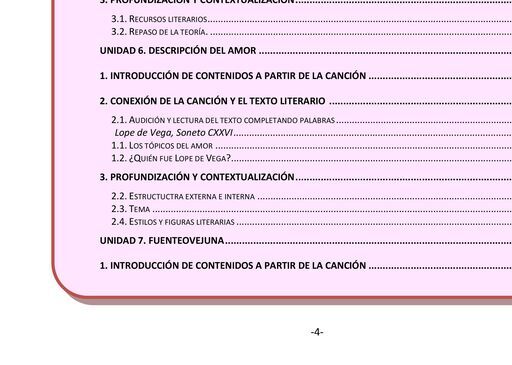 3. PROFUNDIZACIÓN Y CONTEXTUALIZACIÓN
3.1. RECURSOS LITERARIOS
3.2. REPASO DE LA TEORÍA.
UNIDAD 6. DESCRIPCIÓN DEL AMOR
1. INTRODUCCIÓN DE CONTENIDOS A PARTIR DE LA CANCIÓN
2. CONEXIÓN DE LA CANCIÓN Y EL TEXTO LITERARIO
2.1. AUDICIÓN Y LECTURA DEL TEXTO COMPLETANDO PALABRAS
Lope de Vega, Soneto CXXVI
1.1. LOS TÓPICOS DEL AMOR
1.2. ¿QUIÉN FUE LOPE DE VEGA?
3. PROFUNDIZACIÓN Y CONTEXTUALIZACIÓN
2.2. ESTRUCTUCTRA EXTERNA E INTERNA
2.3. TEMA
2.4. ESTILOS Y FIGURAS LITERARIAS
UNIDAD 7. FUENTEOVEJUNA
1. INTRODUCCIÓN DE CONTENIDOS A PARTIR DE LA CANCIÓN
-4-